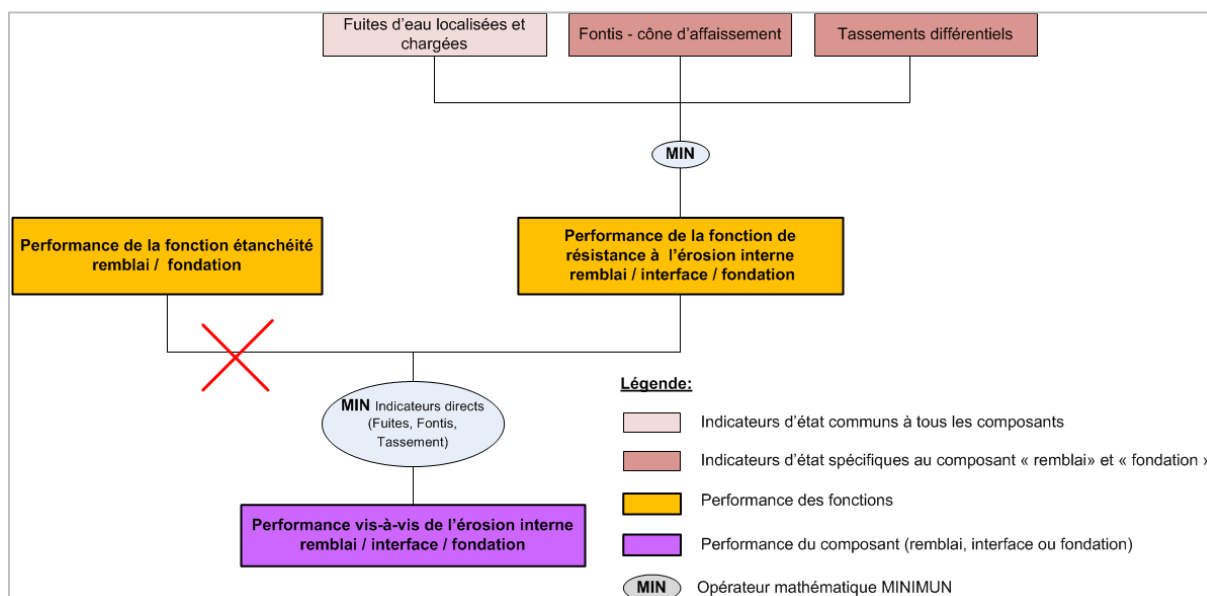 Fuites d'eau localisées et
chargées
Fontis - cône d'affaissement
Tassements différentiels
MIN
Performance de la fonction étanchéité
remblai / fondation
Performance de la fonction de
résistance à l'érosion interne
remblai / interface / fondation
MIN Indicateurs directs
(Fuites, Fontis,
Tassement)
Performance vis-à-vis de l'érosion interne
remblai / interface / fondation
Légende:
Indicateurs d'état communs à tous les composants
Indicateurs d'état spécifiques au composant « remblai» et « fondation »
Performance des fonctions
Performance du composant (remblai, interface ou fondation)
MIN Opérateur mathématique MINIMUN